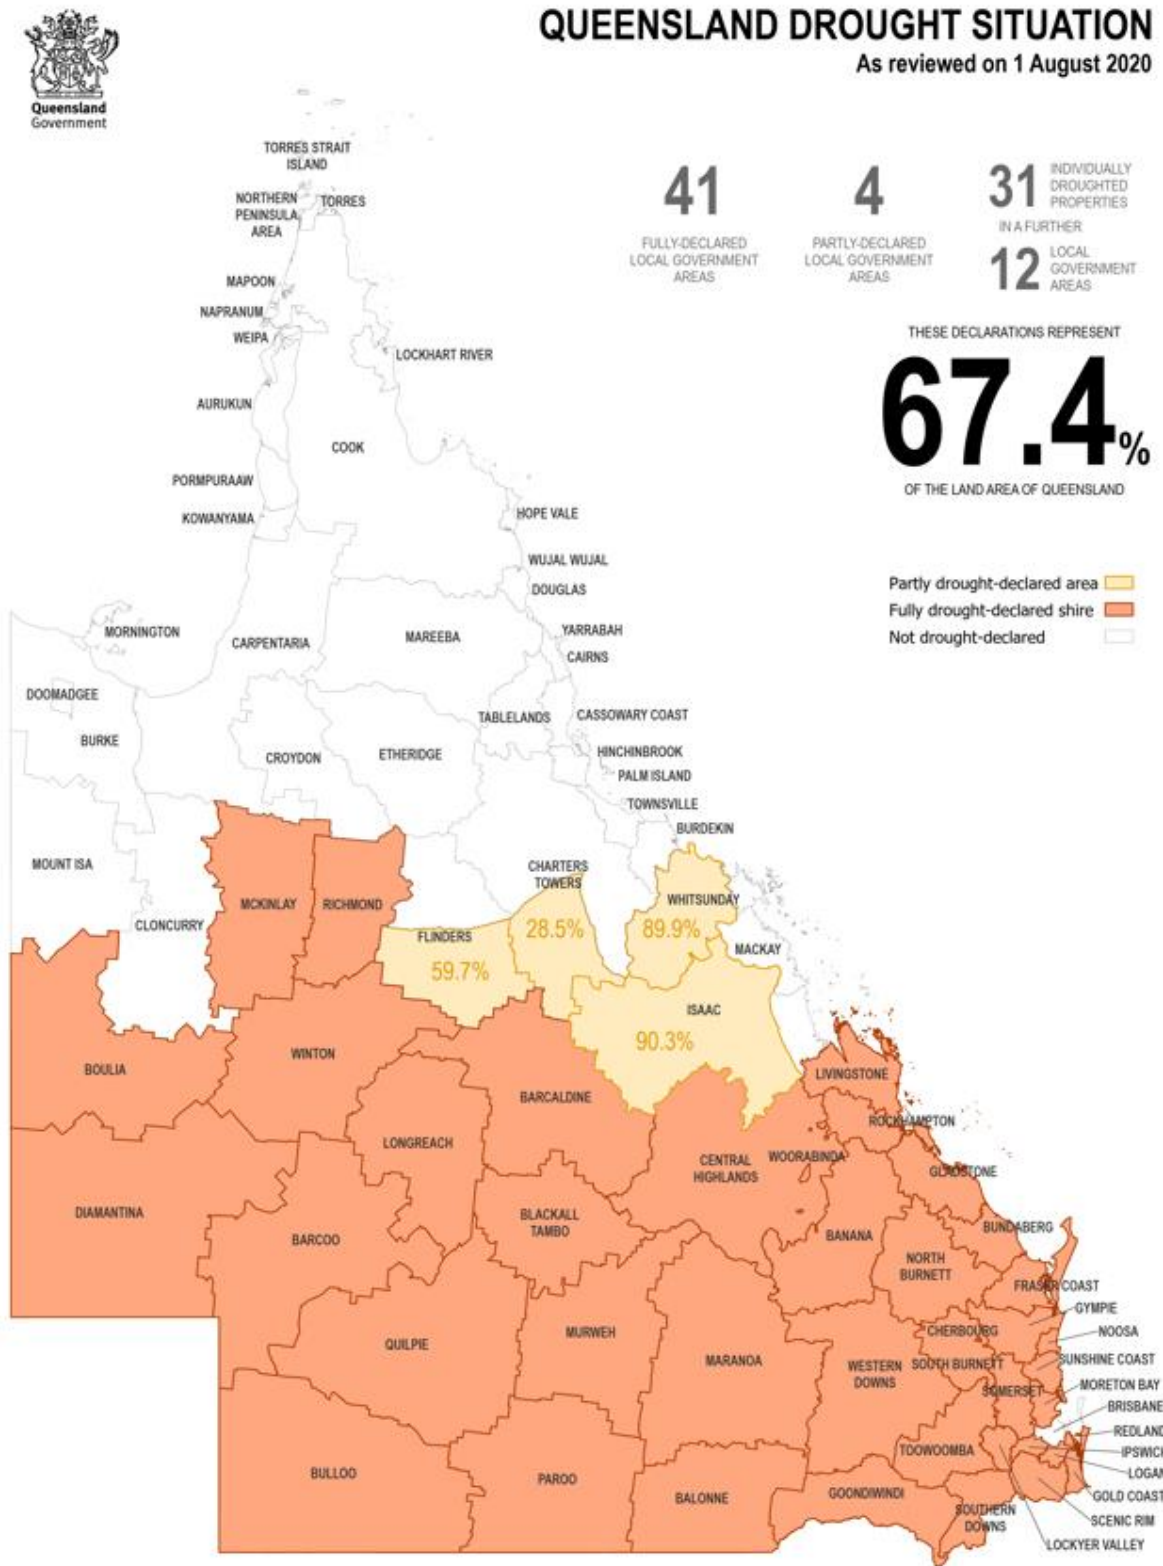 QUEENSLAND DROUGHT SITUATION
As reviewed on 1 August 2020
Queensland
Government
41
FULLY-DECLARED
LOCAL GOVERNMENT
AREAS
4
PARTLY-DECLARED
LOCAL GOVERNMENT
AREAS
31
INDIVIDUALLY
DROUGHTED
PROPERTIES
IN A FURTHER
12
LOCAL
GOVERNMENT
AREAS
THESE DECLARATIONS REPRESENT
67.4%
OF THE LAND AREA OF QUEENSLAND
Partly drought-declared area
Fully drought-declared shire
Not drought-declared
TORRES STRAIT
ISLAND
NORTHERN
PENINSULA
AREA
TORRES
MAPOON
NAPRANUM
WEIPA
LOCKHART RIVER
AURUKUN
COOK
PORMPURAAW
KOWANYAMA
HOPE VALE
WUJAL WUJAL
DOUGLAS
MORNINGTON
CARPENTARIA
MAREEBA
YARRABAH
CAIRNS
DOOMADGEE
BURKE
TABLELANDS
CASSOWARY COAST
CROYDON
ETHERIDGE
HINCHINBROOK
PALM ISLAND
TOWNSVILLE
BURDEKIN
MOUNT ISA
CHARTERS
TOWERS
28.5%
CLONCURRY
MCKINLAY
RICHMOND
FLINDERS
59.7%
WHITSUNDAY
89.9%
MACKAY
ISAAC
90.3%
BOULIA
WINTON
BARCALDINE
LIVINGSTONE
ROCKHAMPTON
LONGREACH
CENTRAL
HIGHLANDS
WOORABINDA
GLADSTONE
DIAMANTINA
BARCOO
BLACKALL
TAMBO
BANANA
BUNDABERG
NORTH
BURNETT
FRASER COAST
GYMPIE
NOOSA
QUILPIE
MURWEH
MARANOA
CHERBOURG
WESTERN
DOWNS
SOUTH BURNETT
SUNSHINE COAST
SOMERSET
MORETON BAY
BRISBANE
REDLAND
IPSWICH
LOGAN
BULLOO
PAROO
BALONNE
TOOWOOMBA
GOONDIWINDI
SOUTHERN
DOWNS
GOLD COAST
SCENIC RIM
LOCKYER VALLEY